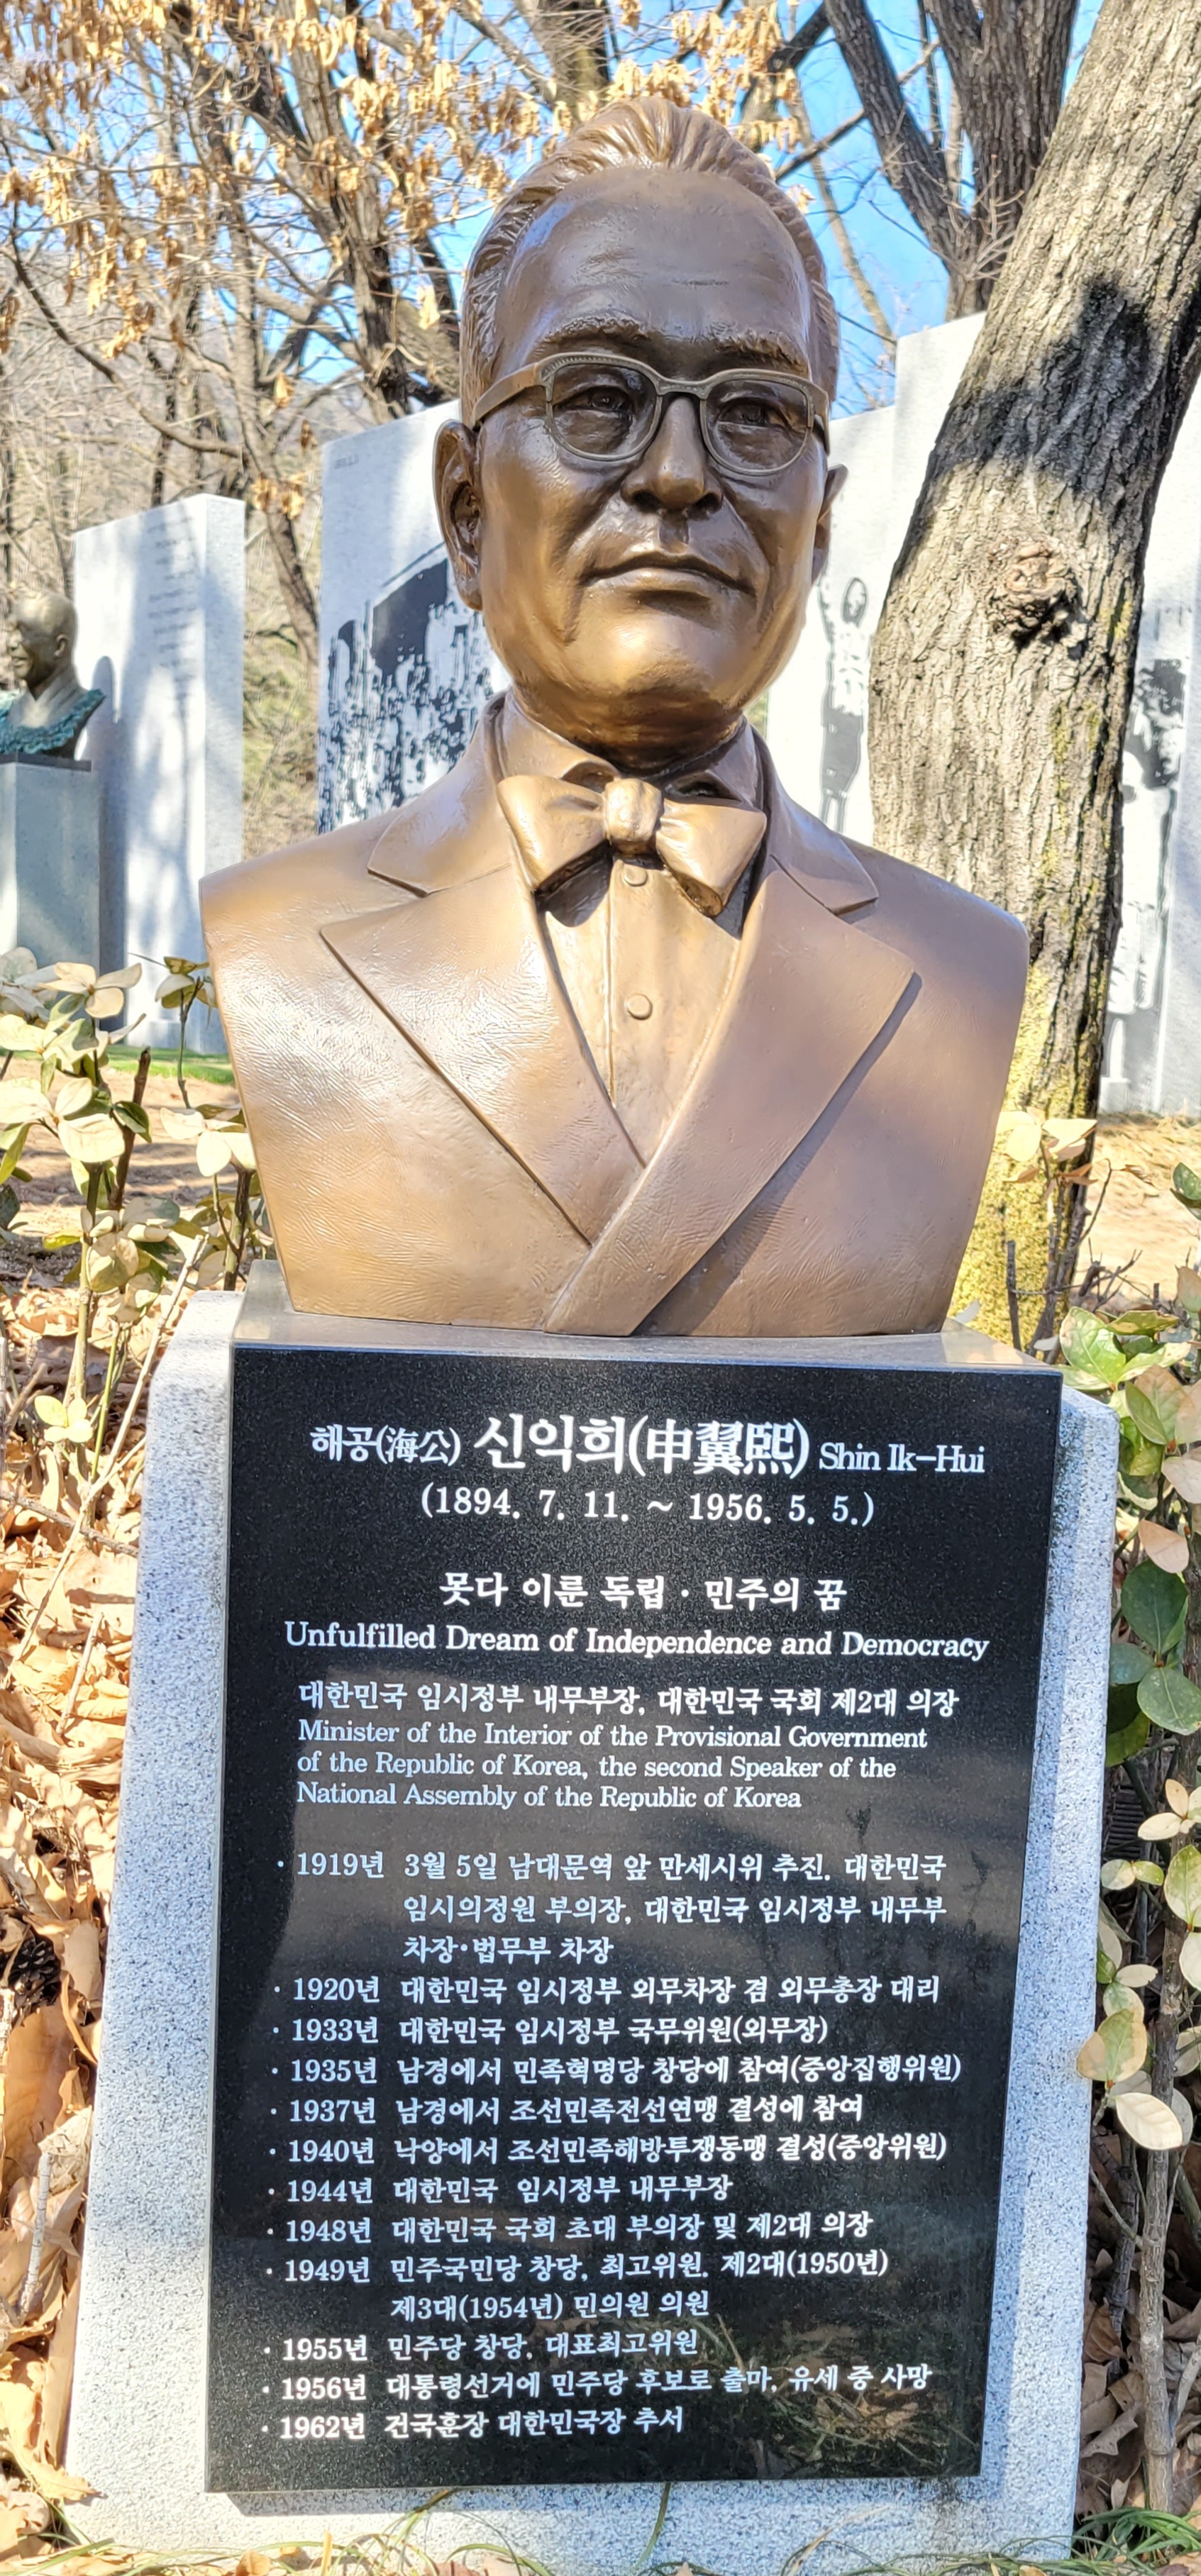 해공(海公) 신익희(申翼熙) Shin Ik-Hui
(1894. 7. 11. ~ 1956. 5. 5.)
못다 이룬 독립 · 민주의 꿈
Unfulfilled Dream of Independence and Democracy
대한민국 임시정부 내무부장, 대한민국 국회 제2대 의장
Minister of the Interior of the Provisional Government
of the Republic of Korea, the second Speaker of the
National Assembly of the Republic of Korea
· 1919년 3월 5일 남대문역 앞 만세시위 추진. 대한민국
임시의정원 부의장, 대한민국 임시정부 내무부
차장·법무부 차장
· 1920년 대한민국 임시정부 외무차장 겸 외무총장 대리
· 1933년 대한민국 임시정부 국무위원(외무장)
· 1935년 남경에서 민족혁명당 창당에 참여(중앙집행위원)
· 1937년 남경에서 조선민족전선연맹 결성에 참여
· 1940년 낙양에서 조선민족해방투쟁동맹 결성(중앙위원)
· 1944년 대한민국 임시정부 내무부장
· 1948년 대한민국 국회 초대 부의장 및 제2대 의장
· 1949년 민주국민당 창당, 최고위원. 제2대(1950년)
제3대(1954년) 민의원 의원
· 1955년 민주당 창당, 대표최고위원
· 1956년 대통령선거에 민주당 후보로 출마, 유세 중 사망
· 1962년 건국훈장 대한민국장 추서